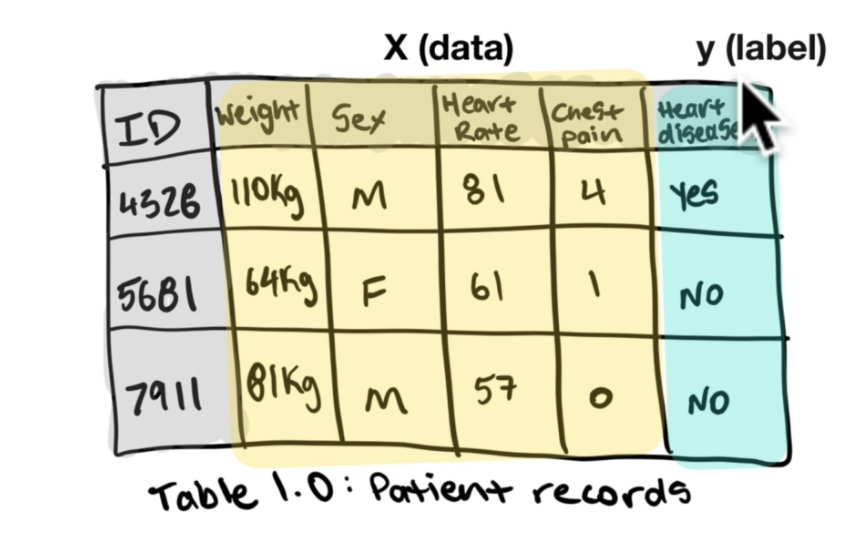 X (data) y (label)
ID Weight Sex Heart Rate Chest pain Heart disease
4326 110Kg M 81 4 Yes
5681 64Kg F 61 1 NO
7911 81Kg M 57 0 NO
Table 1.0: Patient records